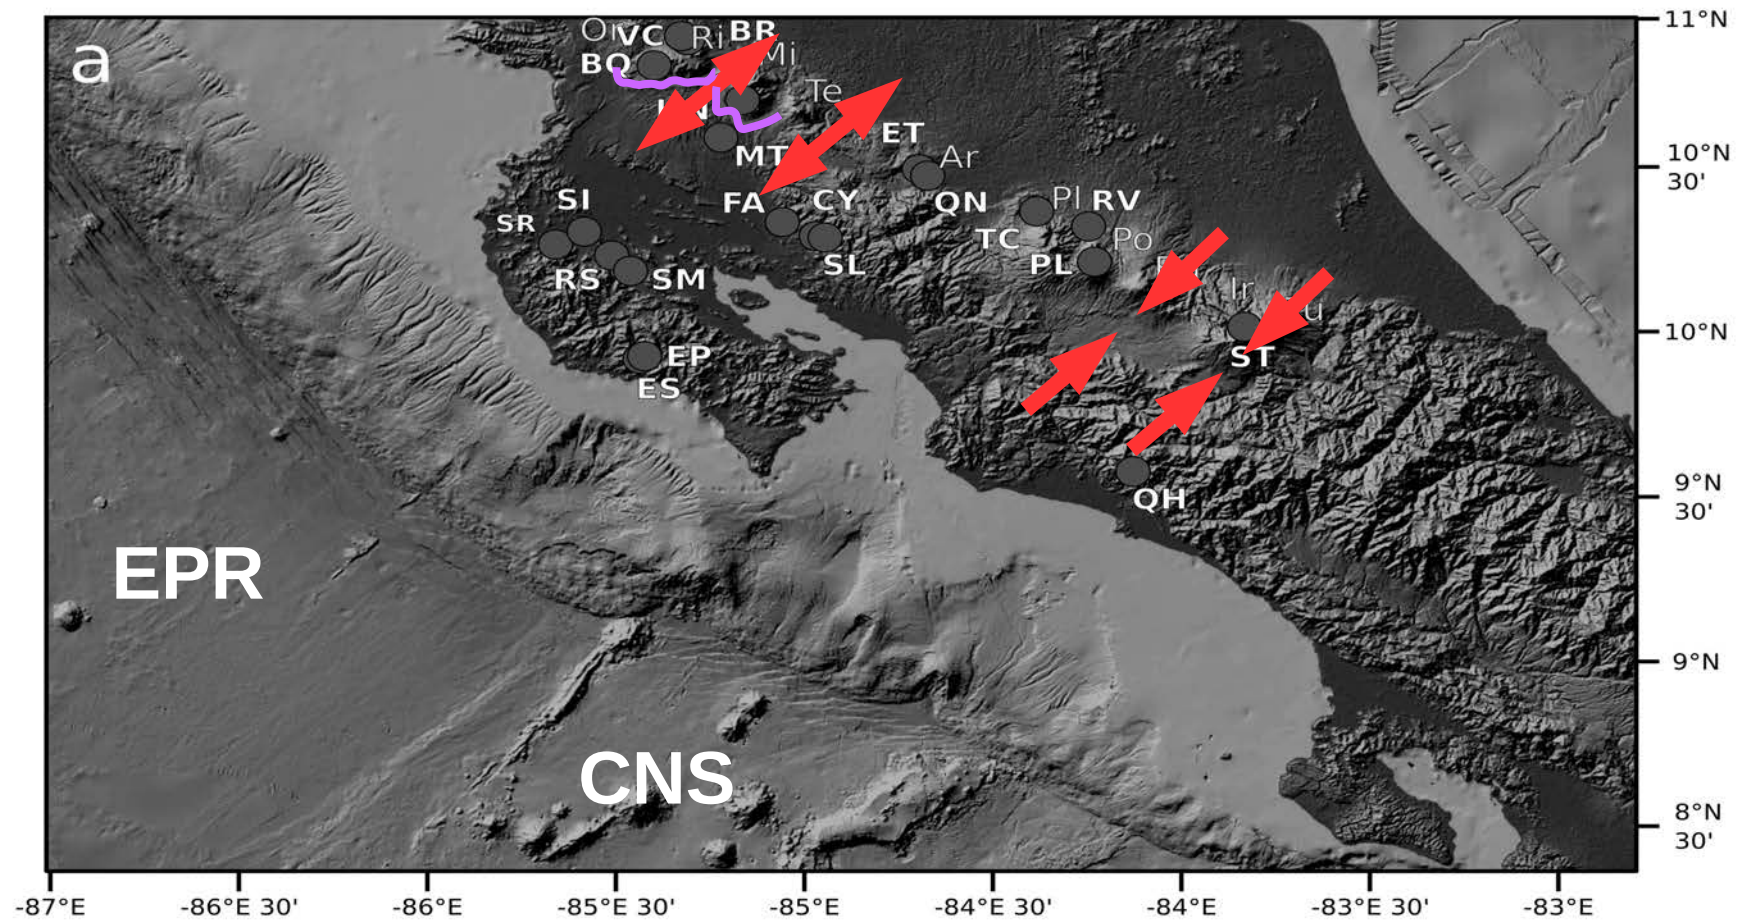 a
Or VC Ri BR
BQ Mi
Te
ET
MT Ar
SI FA CY QN Pl RV
SR TC Po
RS SM SL PL
Ir
EP ST
ES
QH
EPR
CNS
11°N
10°N
30'
10°N
9°N
30'
9°N
8°N
30'
-87°E -86°E 30' -86°E -85°E 30' -85°E -84°E 30' -84°E -83°E 30' -83°E